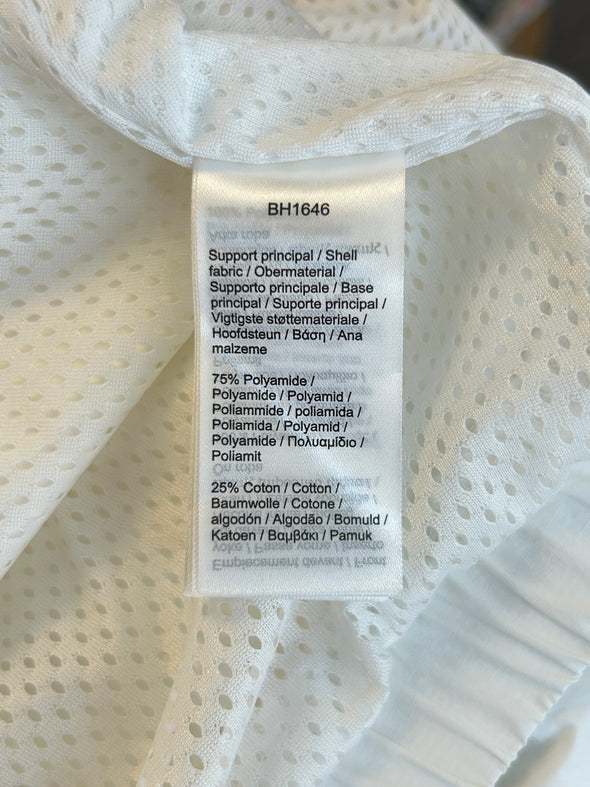 BH1646
Support principal / Shell
fabric / Obermaterial /
Supporto principale / Base
principal / Suporte principal /
Vigtigste støttemateriale /
Hoofdsteun / Βάση / Ana
malzeme
75% Polyamide /
Polyamide / Polyamid /
Poliammide / poliamida /
Poliamida / Polyamid /
Polyamide / Πολυαμίδιο /
Poliamit
25% Coton / Cotton /
Baumwolle / Cotone /
algodón / Algodão / Bomuld /
Katoen / Βαμβάκι / Pamuk